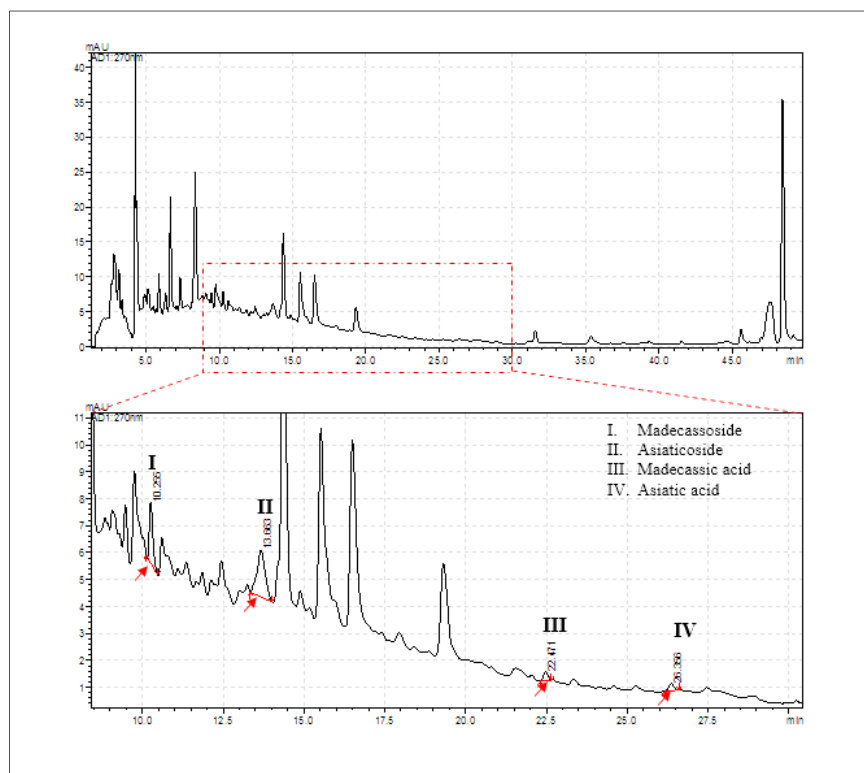 mAU
AD1:270nm
40
35
30
25
20
15
10
5
0
5.0 10.0 15.0 20.0 25.0 30.0 35.0 40.0 45.0 min
mAU
AD1:270nm
11
10
9
8
7
6
5
4
3
2
1
I
10.255
II
13.663
III
22.471
IV
I. Madecassoside
II. Asiaticoside
III. Madecassic acid
IV. Asiatic acid
10.0 12.5 15.0 17.5 20.0 22.5 25.0 27.5 min